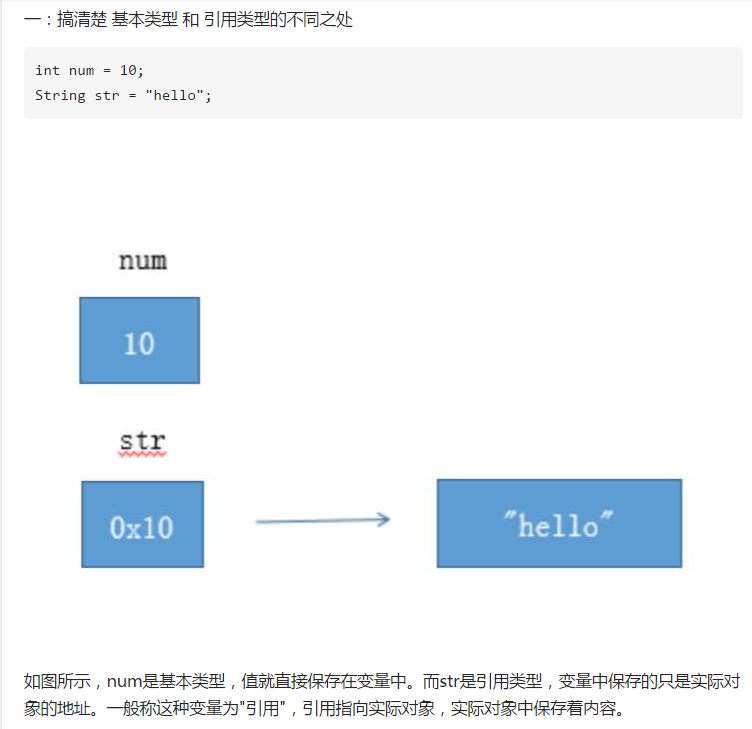 一：搞清楚 基本类型 和 引用类型的不同之处
int num = 10;
String str = "hello";
num
10
str
0x10
"hello"
如图所示，num是基本类型，值就直接保存在变量中。而str是引用类型，变量中保存的只是实际对
象的地址。一般称这种变量为"引用"，引用指向实际对象，实际对象中保存着内容。